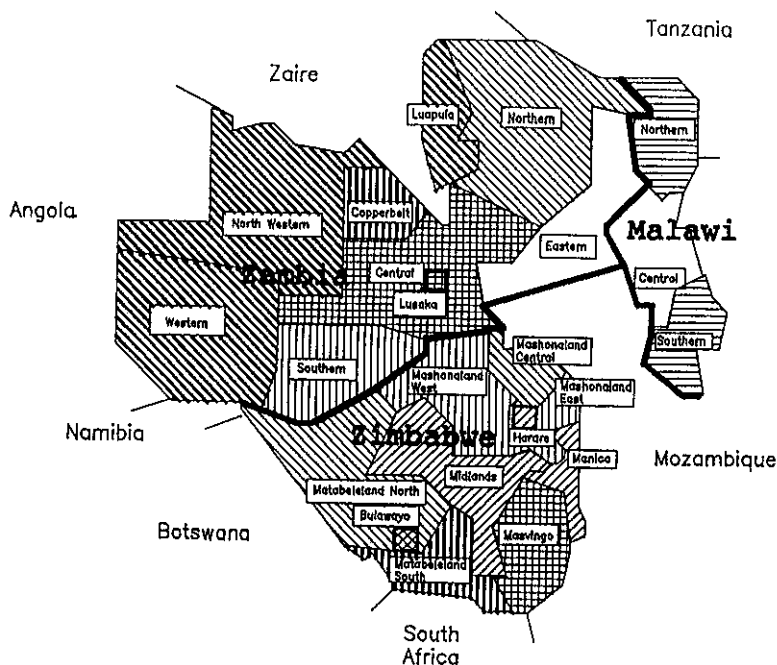 Tanzania
Zaire
Luapula
Northern
Northern
Angola
Copperbelt
North Western
Malawi
Eastern
Zambia
Central
Central
Lusaka
Western
Southern
Mashonaland
Central
Southern
Mashonaland
West
Mashonaland
East
Namibia
Zimbabwe
Harare
Manica
Mozambique
Midlands
Matabeleland North
Bulawayo
Botswana
Masvingo
Matabeleland
South
South
Africa